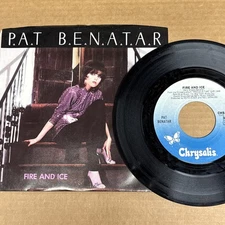 P.A.T B.E.N.A.T.A.R
FIRE AND ICE
FIRE AND ICE
PAT
BENATAR
Chrysalis